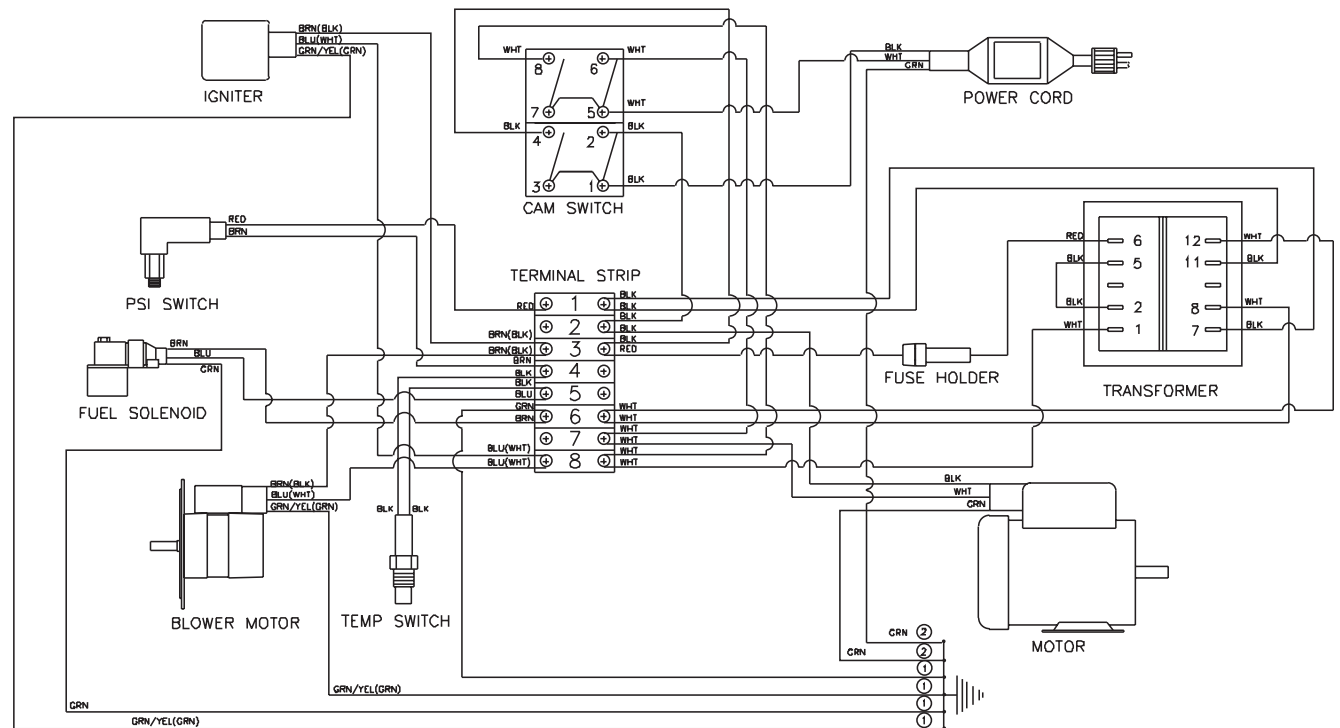 BRN(BLK)
BLU(WHT)
GRN/YEL(GRN)
IGNITER
WHT
WHT
8
6
WHT
7
5
BLK
BLK
4
2
3
1
BLK
CAM SWITCH
BLK
WHT
GRN
POWER CORD
RED
BRN
PSI SWITCH
TERMINAL STRIP
RED
1
BLK
BLK
BLK
2
BLK
BRN(BLK)
BLK
BRN(BLK)
3
RED
BRN
BLK
4
BLK
BLU
5
GRN
BRN
6
WHT
WHT
WHT
7
WHT
BLU(WHT)
WHT
BLU(WHT)
8
WHT
FUSE HOLDER
RED
6
12
WHT
BLK
5
11
BLK
BLK
2
8
WHT
WHT
1
7
BLK
TRANSFORMER
BRN
BLU
GRN
FUEL SOLENOID
BRN(BLK)
BLU(WHT)
GRN/YEL(GRN)
BLOWER MOTOR
BLK
BLK
TEMP SWITCH
BLK
WHT
GRN
MOTOR
GRN 2
GRN 2
1
GRN/YEL(GRN) 1
GRN 1
GRN/YEL(GRN) 1